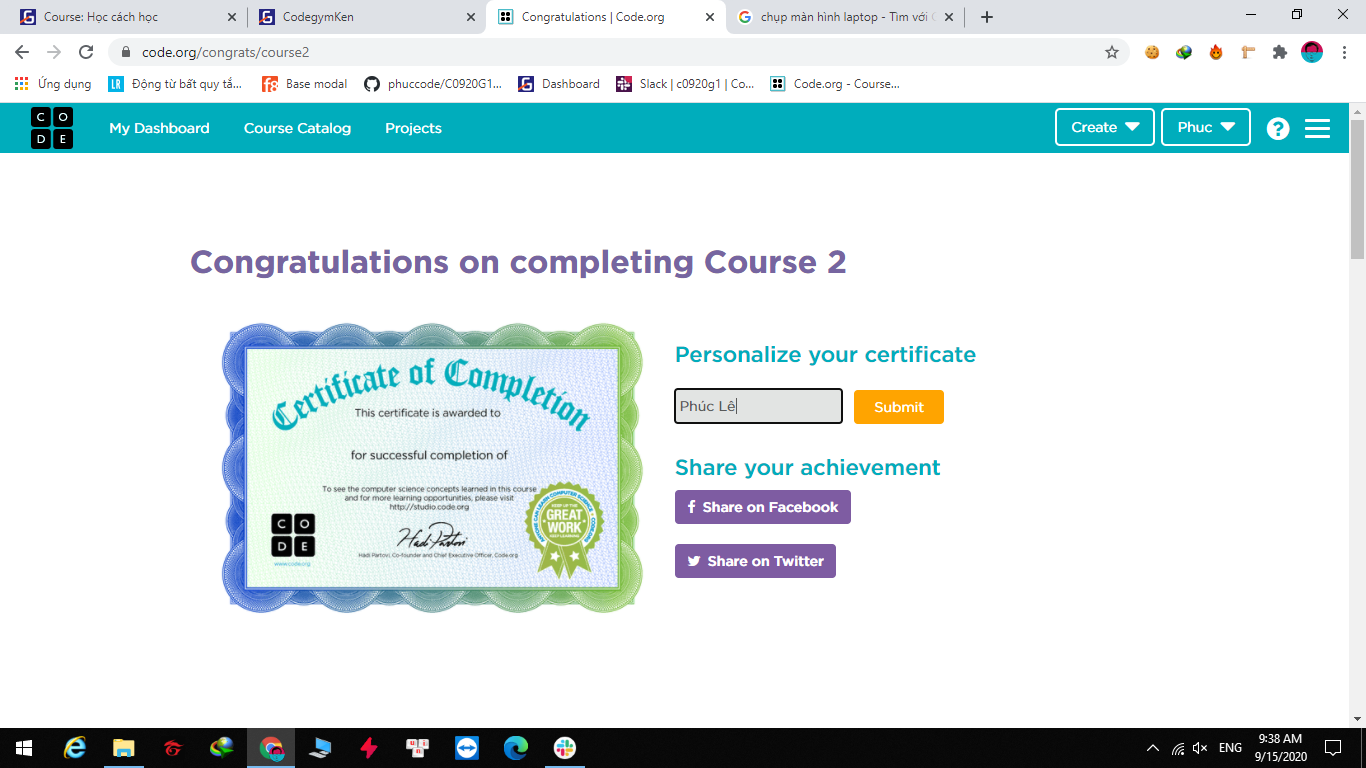 Course: Học cách học
CodegymKen
Congratulations | Code.org
chụp màn hình laptop - Tìm với
code.org/congrats/course2
Ứng dụng
LR Động từ bất quy tắ...
f8 Base modal
phuccode/C0920G1...
Dashboard
Slack | c0920g1 | Co...
Code.org - Course...
C O
D E
My Dashboard
Course Catalog
Projects
Create
Phuc
?
Congratulations on completing Course 2
Certificate of Completion
This certificate is awarded to
for successful completion of
To see the computer science concepts learned in this course
and for more learning opportunities, please visit
http://studio.code.org
C O
D E
www.code.org
Hadi Partovi
Hadi Partovi, Co-founder and Chief Executive Officer, Code.org
ANYONE CAN LEARN COMPUTER SCIENCE
KEEP UP THE
GREAT
WORK
KEEP LEARNING
Personalize your certificate
Phúc Lê
Submit
Share your achievement
f Share on Facebook
Share on Twitter
ENG
9:38 AM
9/15/2020